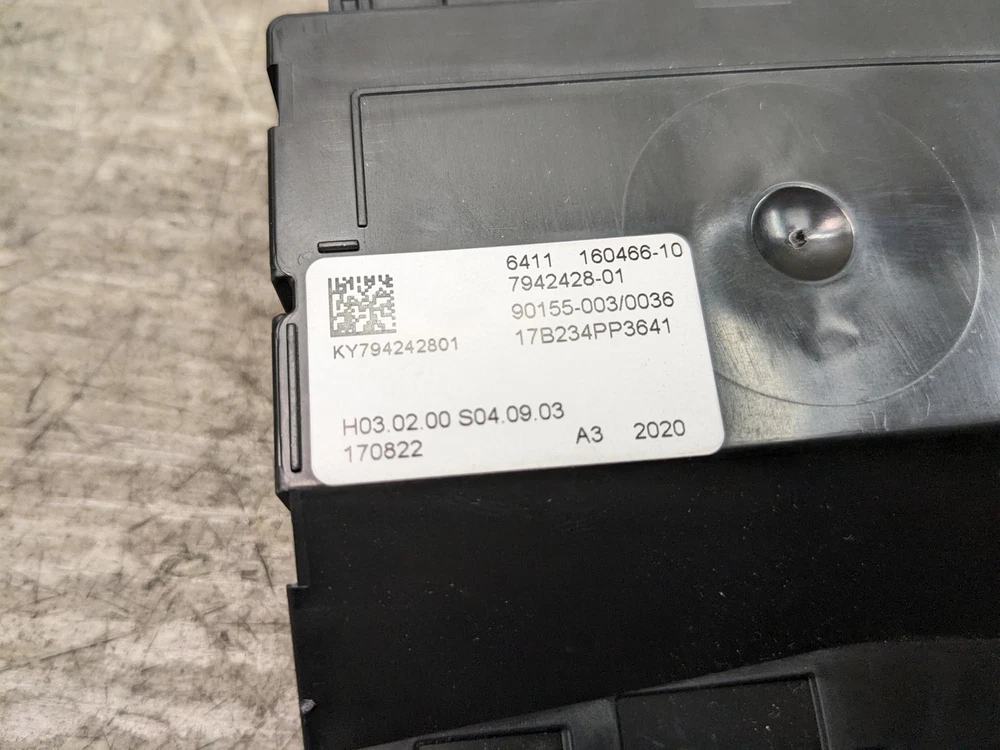 6411 160466-10
7942428-01
90155-003/0036
17B234PP3641
KY794242801
H03.02.00 S04.09.03
170822 A3 2020